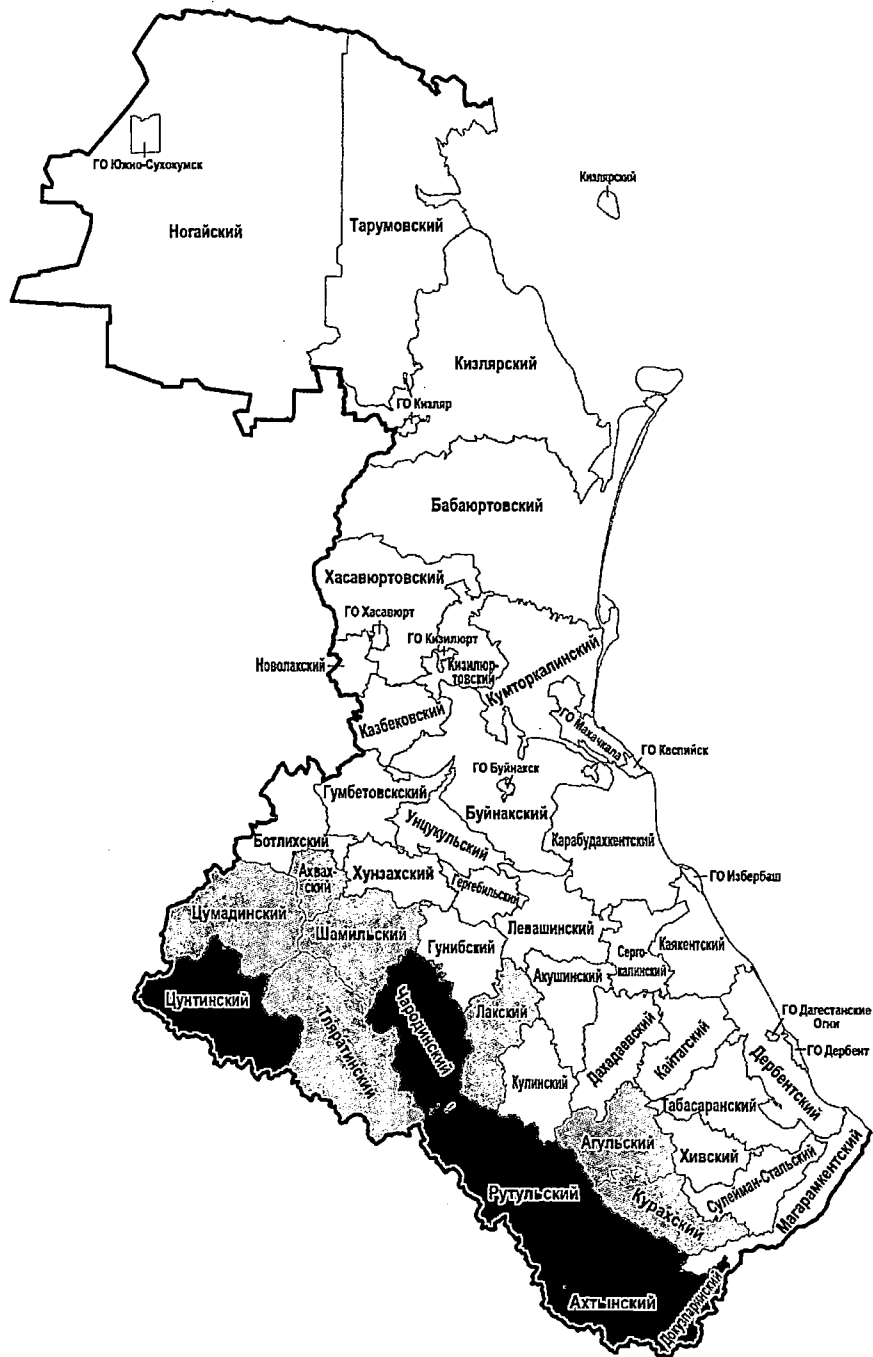 ГО Южно-Сухокумск
Кизлярский
Ногайский
Тарумовский
Кизлярский
ГО Кизляр
Бабаюртовский
Хасавюртовский
ГО Хасавюрт
ГО Кизилюрт
Новолакский
Кизилюр-
товский
Кумторкалинский
Казбековский
ГО Махачкала
ГО Каспийск
ГО Буйнакск
Гумбетовскский
Буйнакский
Унцукульский
Ботлихский
Карабудахкентский
Ахвах-
ский
Хунзахский
Гергебильский
ГО Избербаш
Цумадинский
Шамильский
Гунибский
Левашинский
Серго-
калинский
Каякентский
Акушинский
Цунтинский
Тляратинский
Чародинский
Лакский
ГО Дагестанские
Огни
ГО Дербент
Кулинский
Дахадаевский
Кайтагский
Дербентский
Табасаранский
Агульский
Хивский
Сулейман-Стальский
Магарамкентский
Рутульский
Курахский
Ахтынский
Докузпаринский